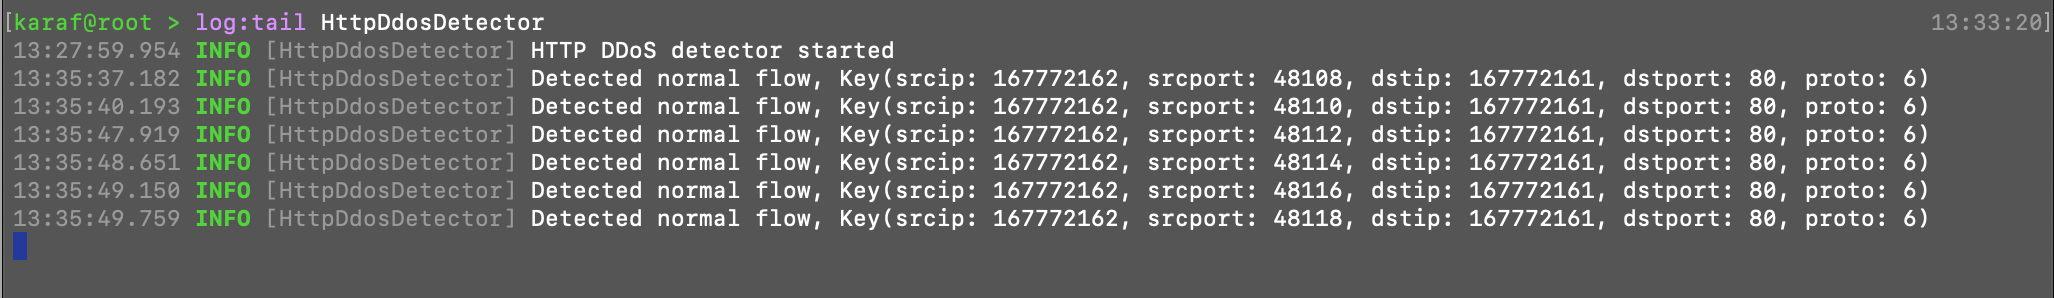 [karaf@root > log:tail HttpDdosDetector 13:33:20]
13:27:59.954 INFO [HttpDdosDetector] HTTP DDoS detector started
13:35:37.182 INFO [HttpDdosDetector] Detected normal flow, Key(srcip: 167772162, srcport: 48108, dstip: 167772161, dstport: 80, proto: 6)
13:35:40.193 INFO [HttpDdosDetector] Detected normal flow, Key(srcip: 167772162, srcport: 48110, dstip: 167772161, dstport: 80, proto: 6)
13:35:47.919 INFO [HttpDdosDetector] Detected normal flow, Key(srcip: 167772162, srcport: 48112, dstip: 167772161, dstport: 80, proto: 6)
13:35:48.651 INFO [HttpDdosDetector] Detected normal flow, Key(srcip: 167772162, srcport: 48114, dstip: 167772161, dstport: 80, proto: 6)
13:35:49.150 INFO [HttpDdosDetector] Detected normal flow, Key(srcip: 167772162, srcport: 48116, dstip: 167772161, dstport: 80, proto: 6)
13:35:49.759 INFO [HttpDdosDetector] Detected normal flow, Key(srcip: 167772162, srcport: 48118, dstip: 167772161, dstport: 80, proto: 6)